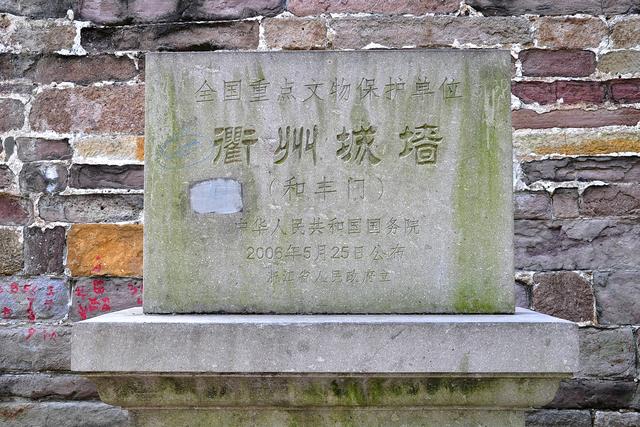 全国重点文物保护单位
衢州城墙
（和丰门）
中华人民共和国国务院
2006年5月25日公布
浙江省人民政府立